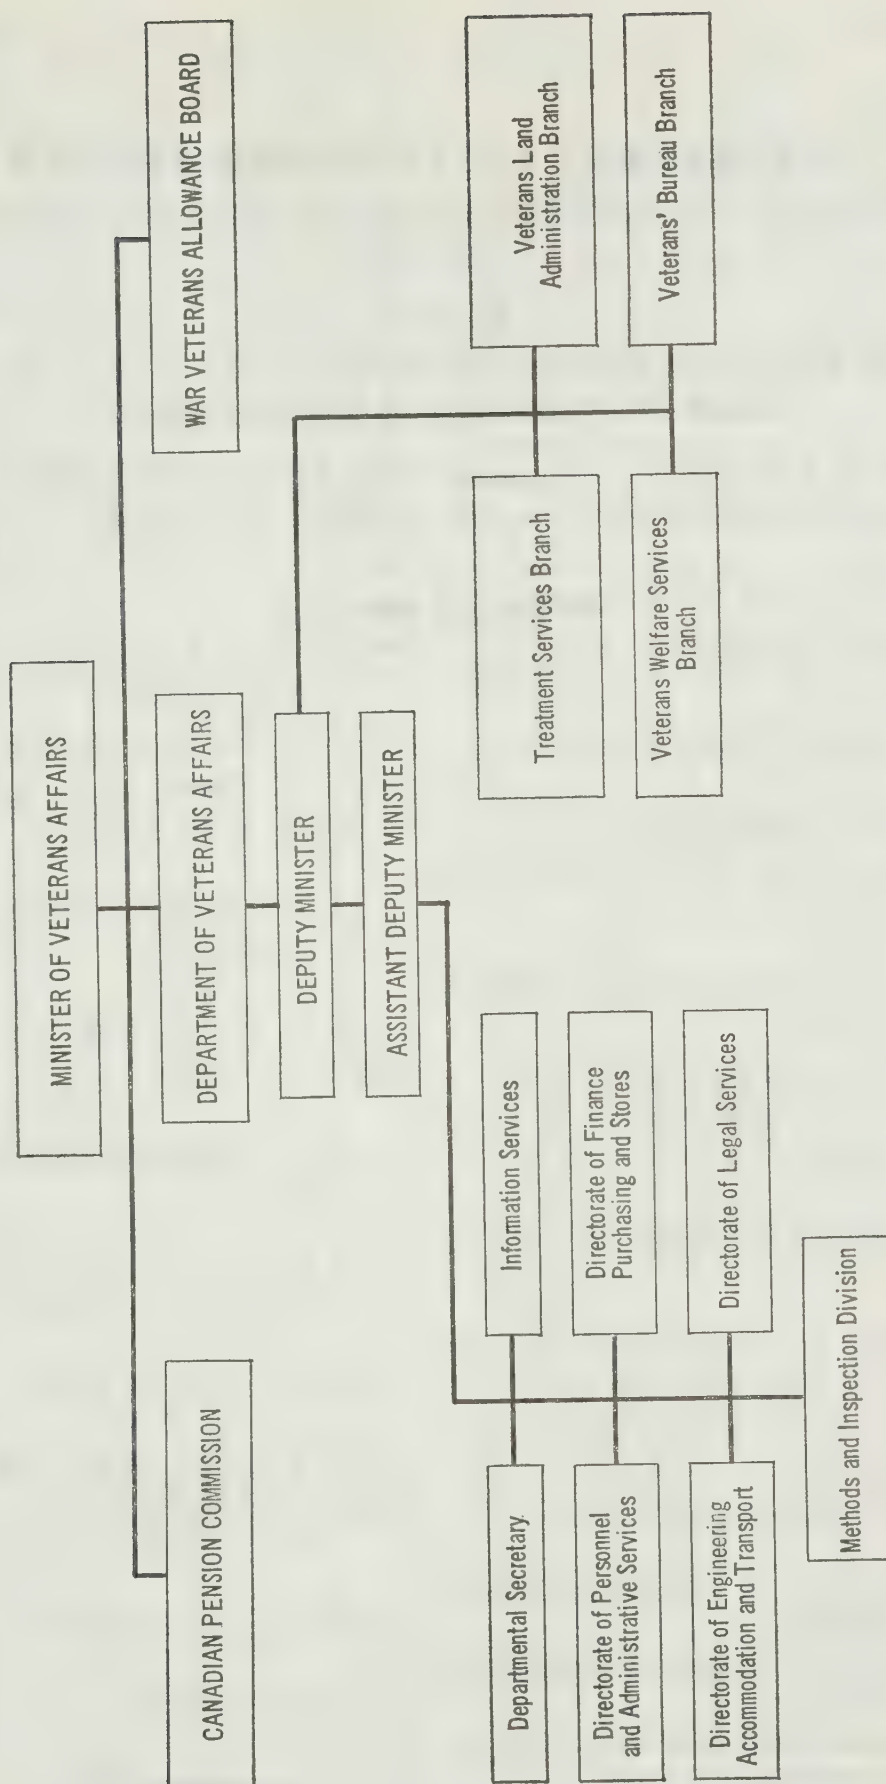 MINISTER OF VETERANS AFFAIRS
CANADIAN PENSION COMMISSION
DEPARTMENT OF VETERANS AFFAIRS
WAR VETERANS ALLOWANCE BOARD
DEPUTY MINISTER
ASSISTANT DEPUTY MINISTER
Departmental Secretary.
Information Services
Directorate of Personnel
and Administrative Services
Directorate of Finance
Purchasing and Stores
Directorate of Engineering
Accommodation and Transport
Directorate of Legal Services
Methods and Inspection Division
Treatment Services Branch
Veterans Land
Administration Branch
Veterans Welfare Services
Branch
Veterans' Bureau Branch